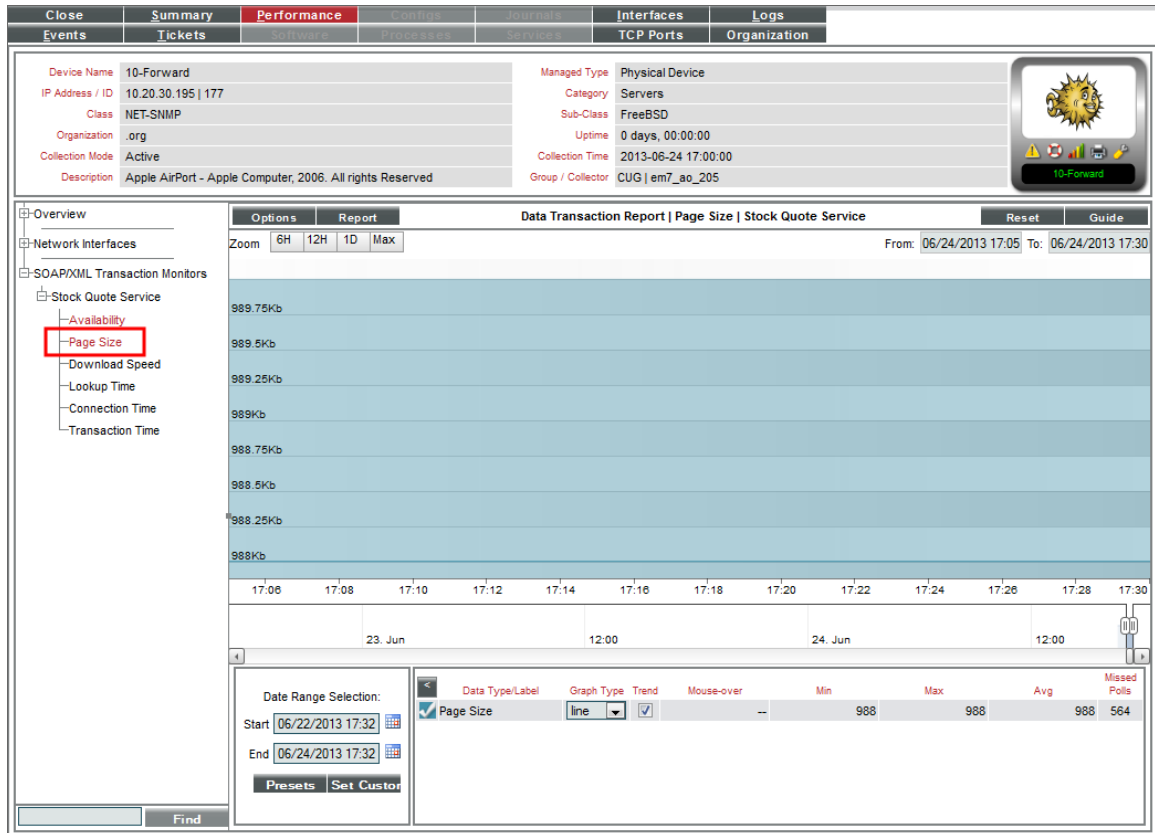 Close Summary Performance Configs Journals Interfaces Logs
Events Tickets Software Processes Services TCP Ports Organization
Device Name 10-Forward Managed Type Physical Device
IP Address / ID 10.20.30.195 | 177 Category Servers
Class NET-SNMP Sub-Class FreeBSD
Organization .org Uptime 0 days, 00:00:00
Collection Mode Active Collection Time 2013-06-24 17:00:00
Description Apple AirPort - Apple Computer, 2006. All rights Reserved Group / Collector CUG | em7_ao_205
10-Forward
Overview
Network Interfaces
SOAP/XML Transaction Monitors
Stock Quote Service
Availability
Page Size
Download Speed
Lookup Time
Connection Time
Transaction Time
Find
Options Report Data Transaction Report | Page Size | Stock Quote Service Reset Guide
Zoom 6H 12H 1D Max From: 06/24/2013 17:05 To: 06/24/2013 17:30
989.75Kb
989.5Kb
989.25Kb
989Kb
988.75Kb
988.5Kb
988.25Kb
988Kb
17:06 17:08 17:10 17:12 17:14 17:16 17:18 17:20 17:22 17:24 17:26 17:28 17:30
23. Jun 12:00 24. Jun 12:00
Date Range Selection:
Start 06/22/2013 17:32
End 06/24/2013 17:32
Presets Set Custor
< Data Type/Label Graph Type Trend Mouse-over Min Max Avg Missed Polls
Page Size line -- 988 988 988 564